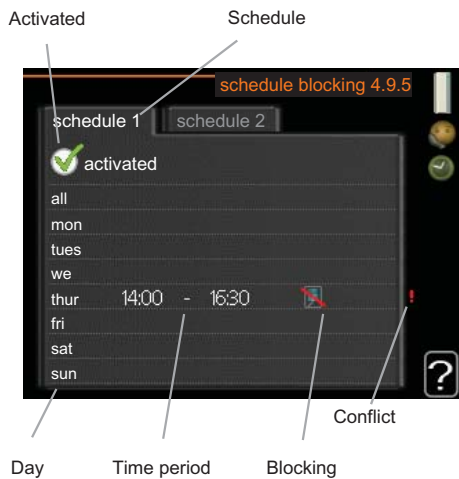 Activated
Schedule
schedule blocking 4.9.5
schedule 1
schedule 2
activated
all
mon
tues
we
thur 14:00 - 16:30 !
fri
sat
sun
?
Conflict
Day
Time period
Blocking